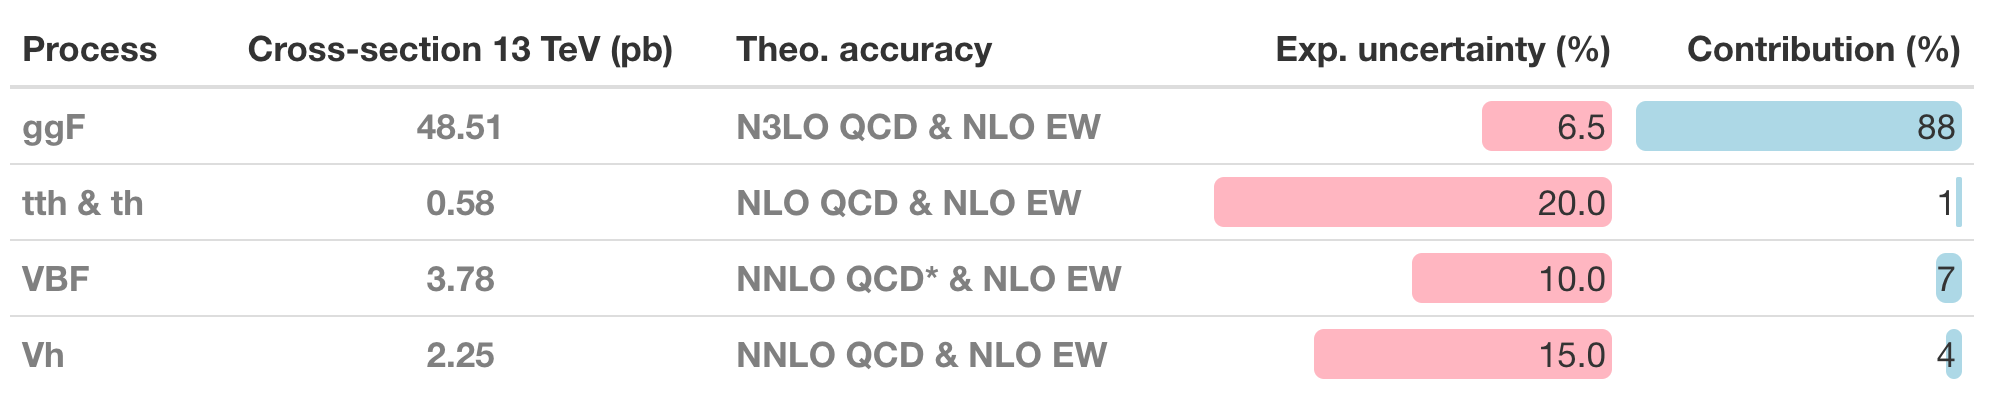 Process Cross-section 13 TeV (pb) Theo. accuracy Exp. uncertainty (%) Contribution (%)
ggF 48.51 N3LO QCD & NLO EW 6.5 88
tth & th 0.58 NLO QCD & NLO EW 20.0 1
VBF 3.78 NNLO QCD* & NLO EW 10.0 7
Vh 2.25 NNLO QCD & NLO EW 15.0 4